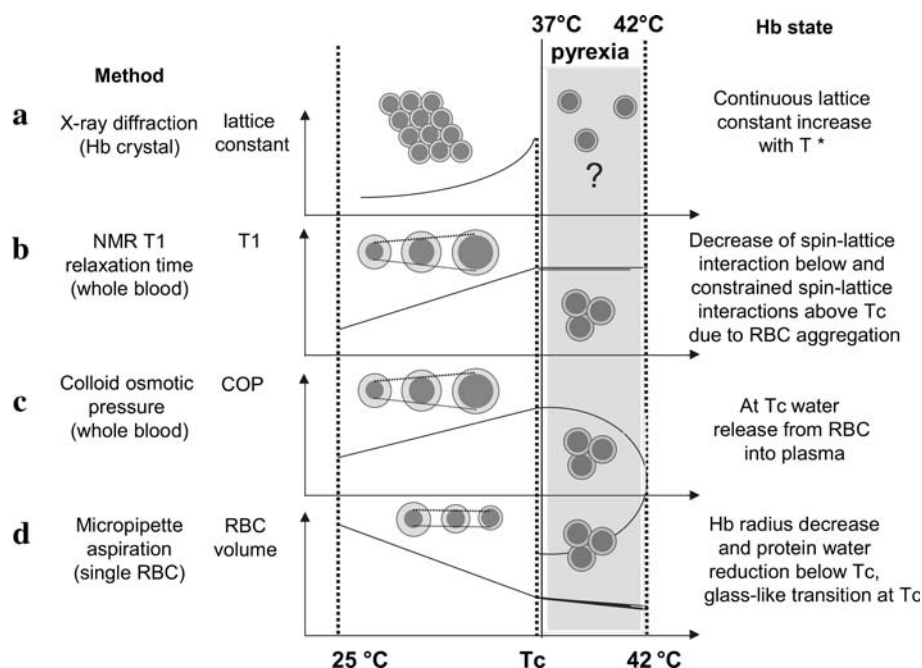 37°C 42°C
pyrexia
Hb state
Method
a
X-ray diffraction
(Hb crystal)
lattice
constant
?
Continuous lattice
constant increase
with T *
b
NMR T1
relaxation time
(whole blood)
T1
Decrease of spin-lattice
interaction below and
constrained spin-lattice
interactions above Tc
due to RBC aggregation
c
Colloid osmotic
pressure
(whole blood)
COP
At Tc water
release from RBC
into plasma
d
Micropipette
aspiration
(single RBC)
RBC
volume
Hb radius decrease
and protein water
reduction below Tc,
glass-like transition at Tc
25 °C Tc 42 °C